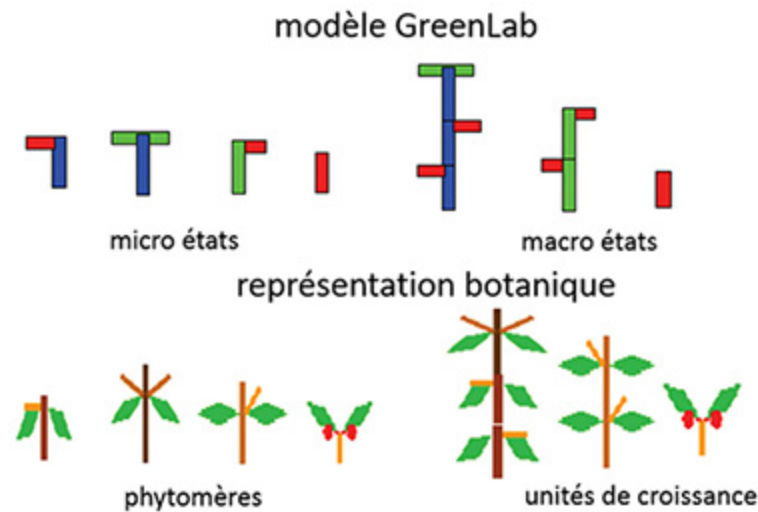 modèle GreenLab
micro états
macro états
représentation botanique
phytomères
unités de croissance